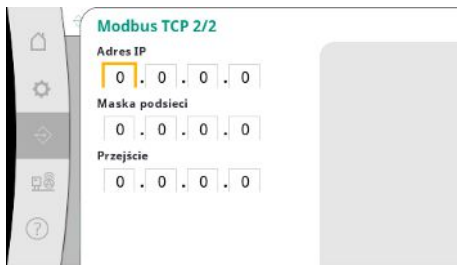 Modbus TCP 2/2
Adres IP
0 . 0 . 0 . 0
Maska podsieci
0 . 0 . 0 . 0
Przejście
0 . 0 . 0 . 0
?